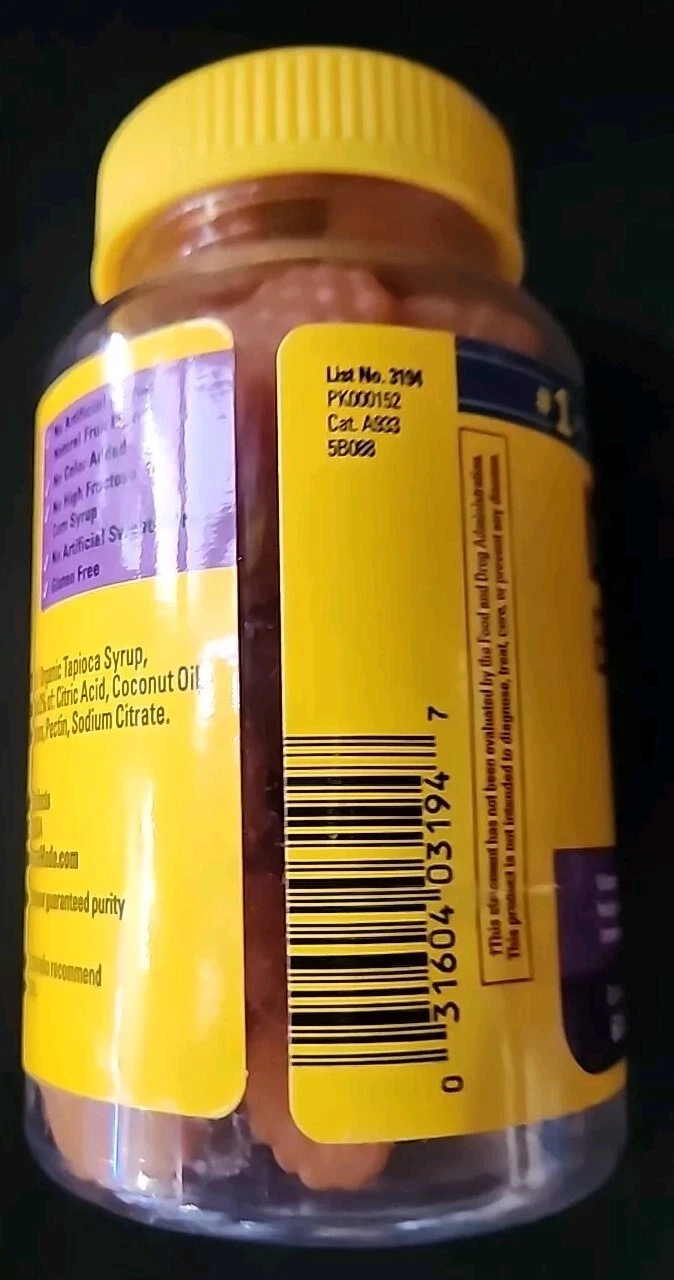 No Artificial
Natural Fruit
No Color Added
No High Fructose
Corn Syrup
No Artificial
Gluten Free
Organic Tapioca Syrup,
of: Citric Acid, Coconut Oil
Pectin, Sodium Citrate.
guaranteed purity
recommend
List No. 3194
PK000152
Cat. A933
5B088
#1
†This statement has not been evaluated by the Food and Drug Administration.
This product is not intended to diagnose, treat, cure, or prevent any disease.
0 31604 03194 7